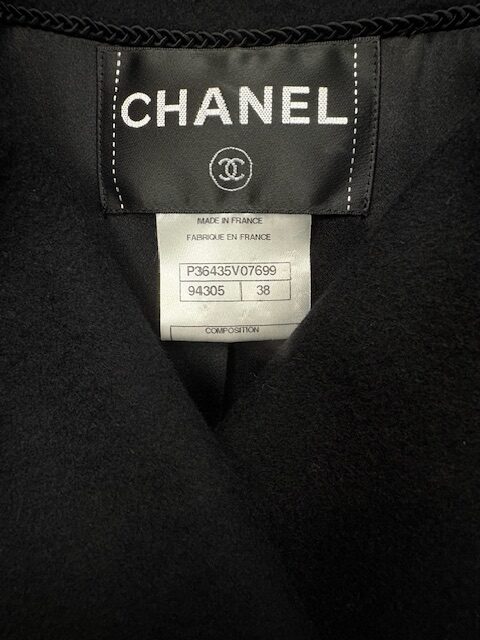 CHANEL
MADE IN FRANCE
FABRIQUE EN FRANCE
P36435V07699
94305 38
COMPOSITION